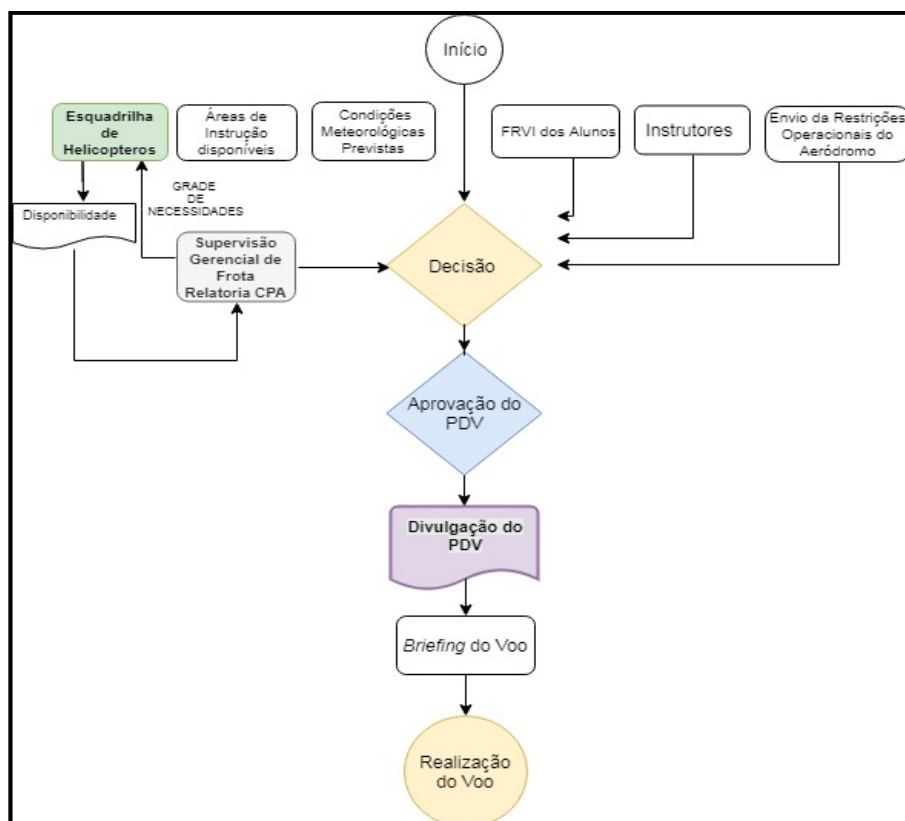 Início
Esquadrilha
de
Helicopteros
Áreas de
Instrução
disponíveis
Condições
Meteorológicas
Previstas
FRVI dos Alunos
Instrutores
Envio da Restrições
Operacionais do
Aeródromo
GRADE
DE
NECESSIDADES
Disponibilidade
Supervisão
Gerencial de
Frota
Relatoria CPA
Decisão
Aprovação do
PDV
Divulgação do
PDV
Briefing do Voo
Realização
do Voo